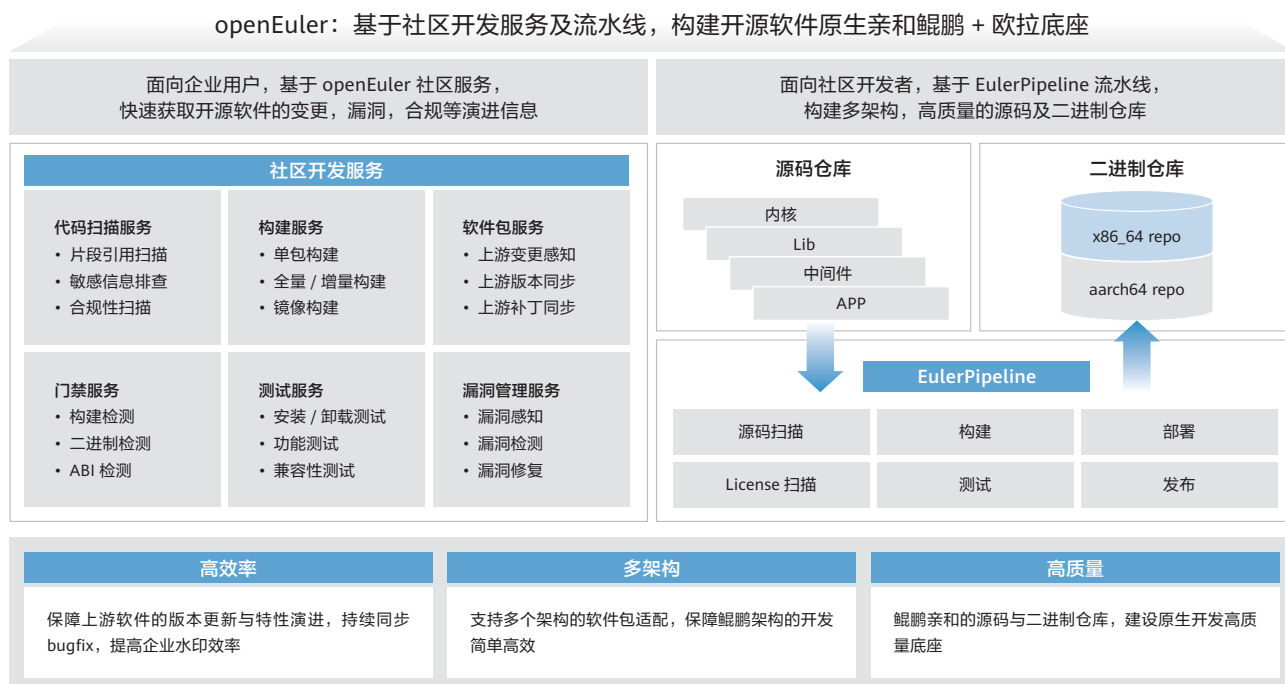 openEuler：基于社区开发服务及流水线，构建开源软件原生亲和鲲鹏 + 欧拉底座
面向企业用户，基于 openEuler 社区服务，
快速获取开源软件的变更，漏洞，合规等演进信息
社区开发服务
代码扫描服务
• 片段引用扫描
• 敏感信息排查
• 合规性扫描
构建服务
• 单包构建
• 全量 / 增量构建
• 镜像构建
软件包服务
• 上游变更感知
• 上游版本同步
• 上游补丁同步
门禁服务
• 构建检测
• 二进制检测
• ABI 检测
测试服务
• 安装 / 卸载测试
• 功能测试
• 兼容性测试
漏洞管理服务
• 漏洞感知
• 漏洞检测
• 漏洞修复
面向社区开发者，基于 EulerPipeline 流水线，
构建多架构，高质量的源码及二进制仓库
源码仓库
内核
Lib
中间件
APP
二进制仓库
x86_64 repo
aarch64 repo
EulerPipeline
源码扫描
构建
部署
License 扫描
测试
发布
高效率
保障上游软件的版本更新与特性演进，持续同步
bugfix，提高企业水印效率
多架构
支持多个架构的软件包适配，保障鲲鹏架构的开发
简单高效
高质量
鲲鹏亲和的源码与二进制仓库，建设原生开发高质
量底座